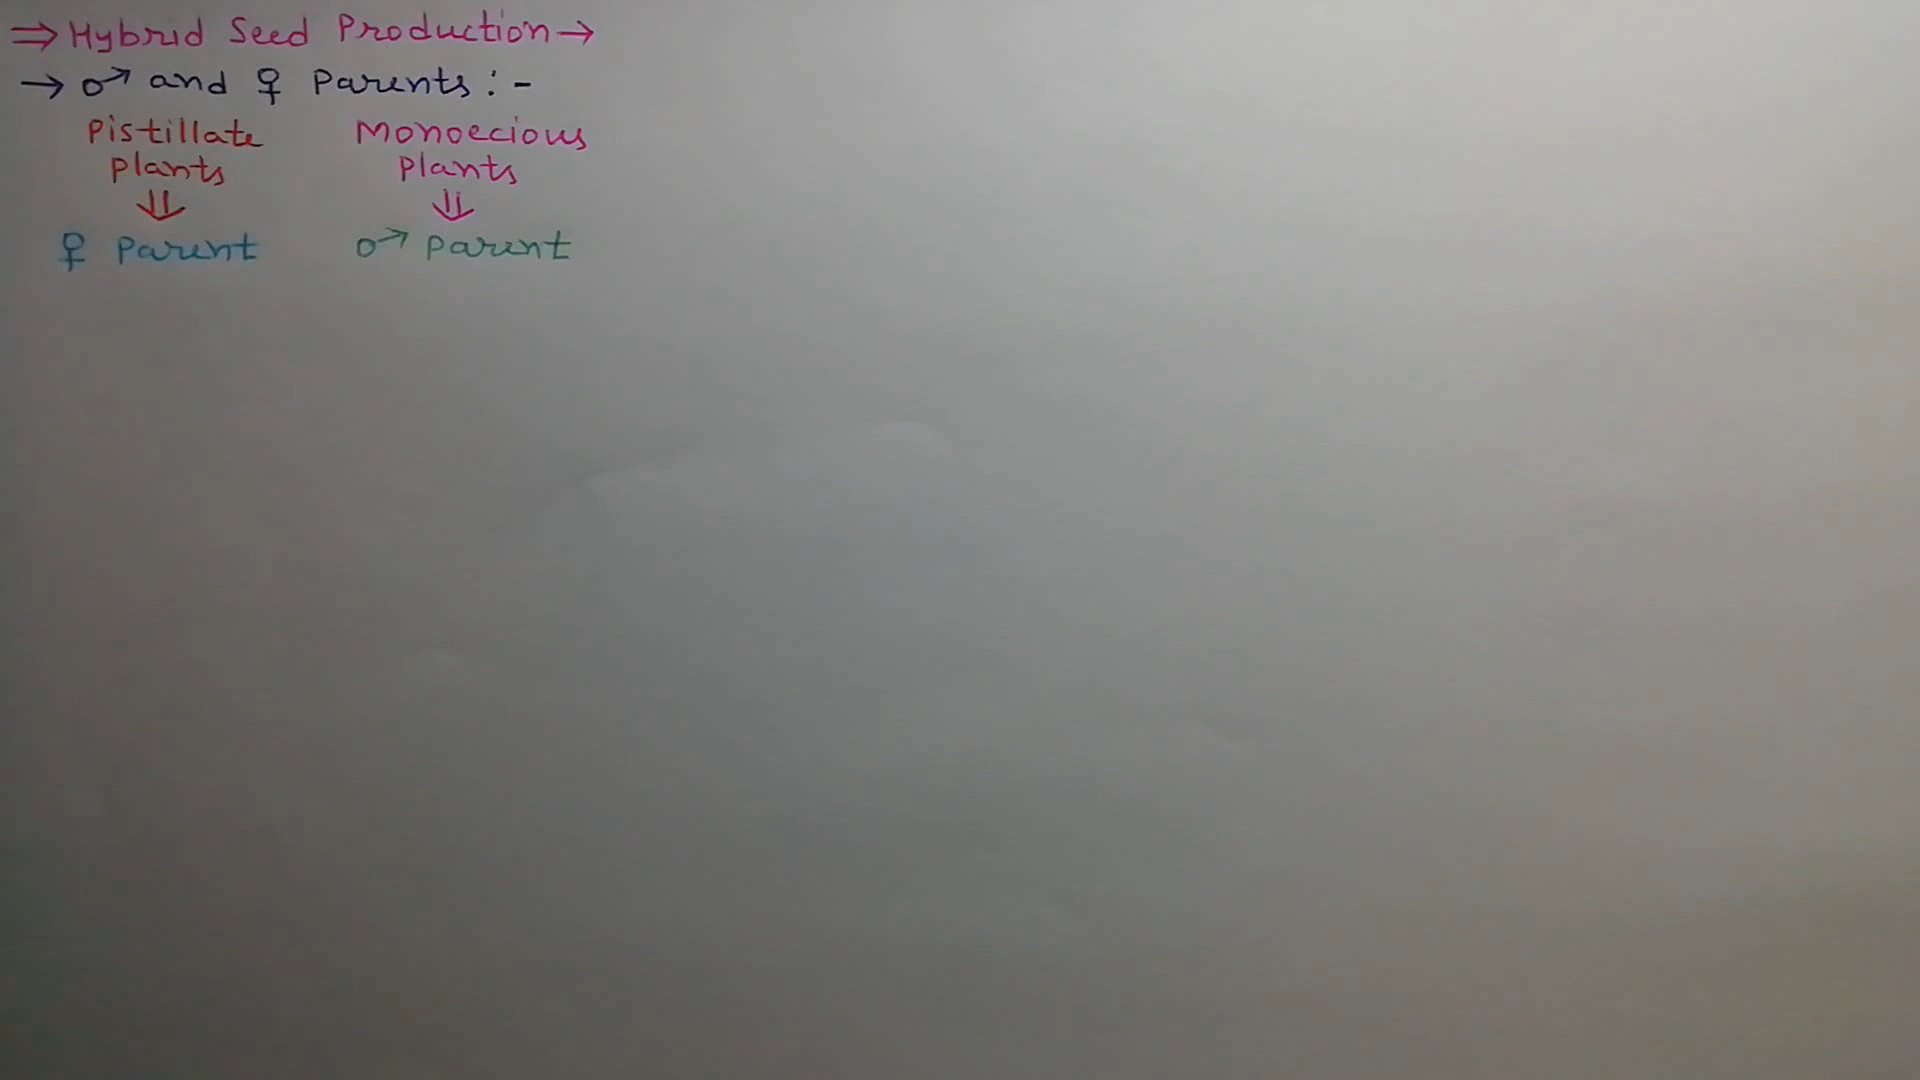 ⇒ Hybrid Seed Production →
→ ♂ and ♀ Parents :-
Pistillate plants
⇓
♀ Parent
Monoecious Plants
⇓
♂ parent